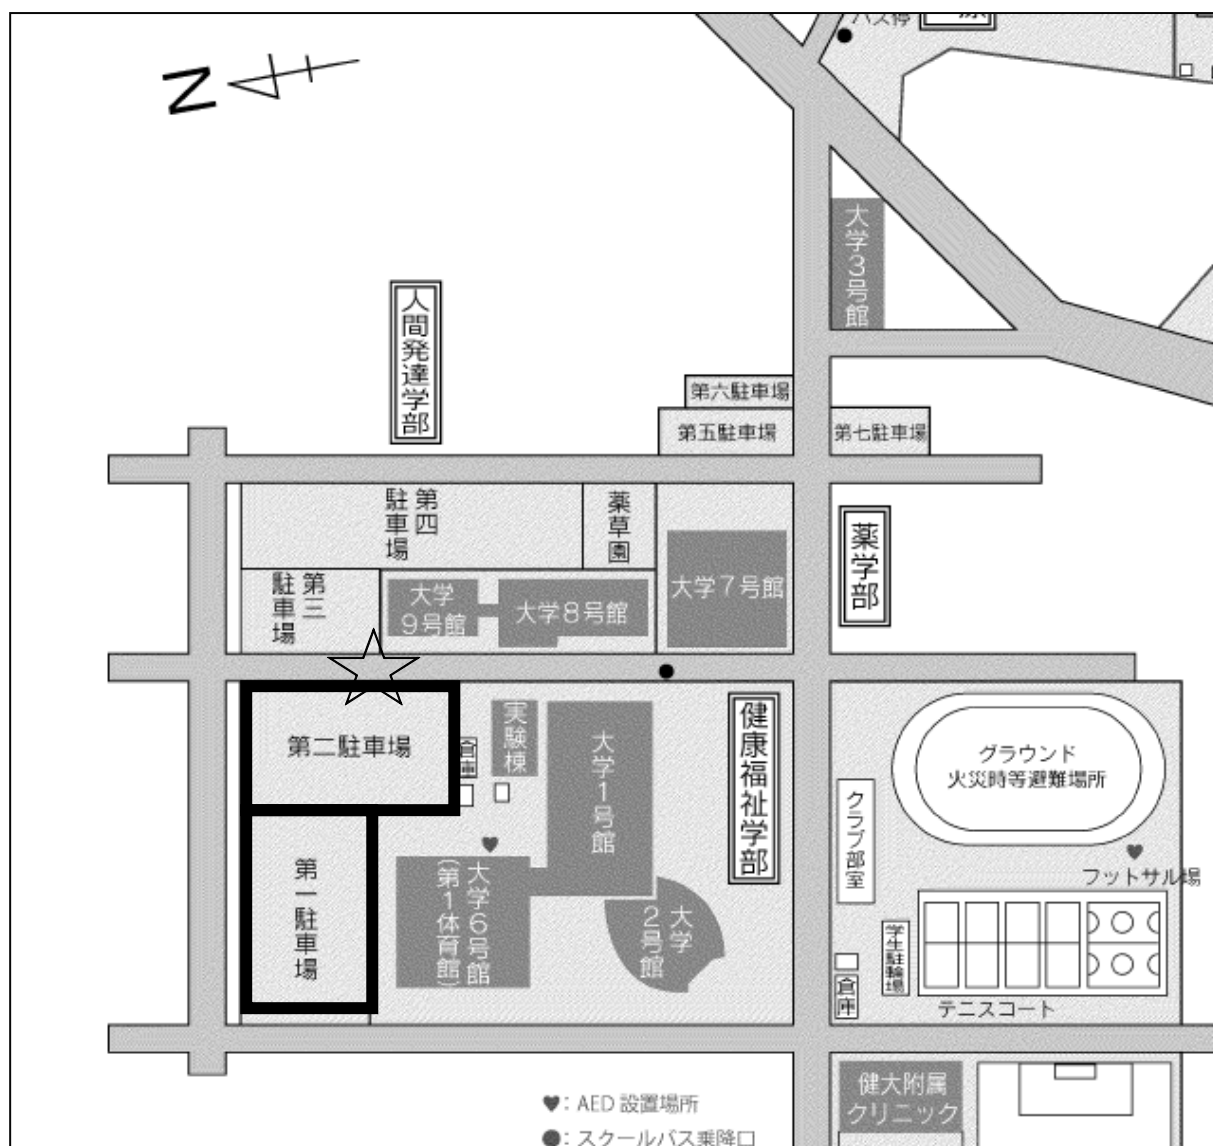 バス停
N
大学3号館
人間発達学部
第六駐車場
第五駐車場
第七駐車場
第四
駐車場
薬草園
大学7号館
薬学部
第三
駐車場
大学
9号館
大学8号館
第二駐車場
倉庫
実験棟
大学1号館
健康福祉学部
グラウンド
火災時等避難場所
クラブ部室
フットサル場
第一駐車場
大学6号館
(第1体育館)
大学
2号館
学生駐輪場
倉庫
テニスコート
健大附属
クリニック
♥：AED 設置場所
●：スクールバス乗降口